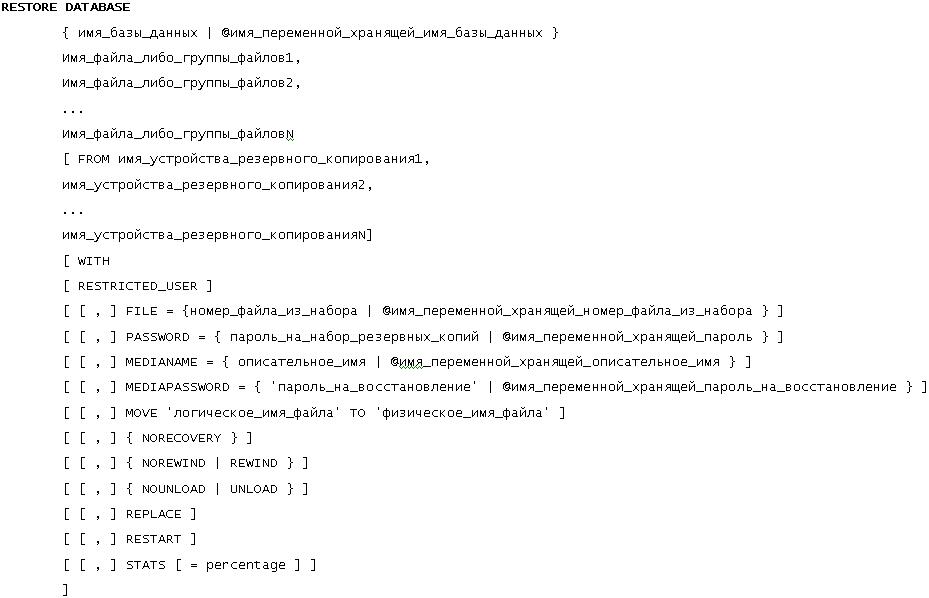 RESTORE DATABASE
{ имя_базы_данных | @имя_переменной_хранящей_имя_базы_данных }
Имя_файла_либо_группы_файлов1,
Имя_файла_либо_группы_файлов2,
...
Имя_файла_либо_группы_файловN
[ FROM имя_устройства_резервного_копирования1,
имя_устройства_резервного_копирования2,
...
имя_устройства_резервного_копированияN]
[ WITH
[ RESTRICTED_USER ]
[ [ , ] FILE = {номер_файла_из_набора | @имя_переменной_хранящей_номер_файла_из_набора } ]
[ [ , ] PASSWORD = { пароль_на_набор_резервных_копий | @имя_переменной_хранящей_пароль } ]
[ [ , ] MEDIANAME = { описательное_имя | @имя_переменной_хранящей_описательное_имя } ]
[ [ , ] MEDIAPASSWORD = { 'пароль_на_восстановление' | @имя_переменной_хранящей_пароль_на_восстановление } ]
[ [ , ] MOVE 'логическое_имя_файла' TO 'физическое_имя_файла' ]
[ [ , ] { NORECOVERY } ]
[ [ , ] { NOREWIND | REWIND } ]
[ [ , ] { NOUNLOAD | UNLOAD } ]
[ [ , ] REPLACE ]
[ [ , ] RESTART ]
[ [ , ] STATS [ = percentage ] ]
]